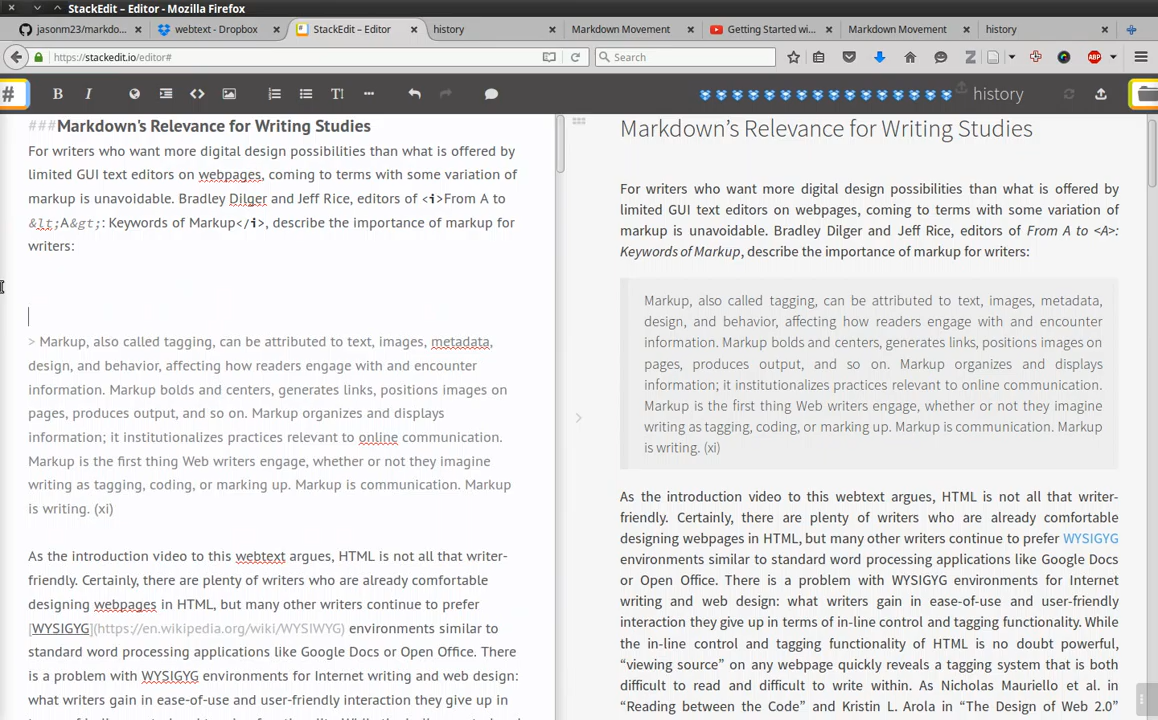 StackEdit – Editor - Mozilla Firefox
jasonm23/markdo...
webtext - Dropbox
StackEdit – Editor
history
Markdown Movement
Getting Started wi...
Markdown Movement
history
https://stackedit.io/editor#
Search
ABP
# B I T! history
###Markdown's Relevance for Writing Studies
For writers who want more digital design possibilities than what is offered by
limited GUI text editors on webpages, coming to terms with some variation of
markup is unavoidable. Bradley Dilger and Jeff Rice, editors of <i>From A to
&lt;A&gt;: Keywords of Markup</i>, describe the importance of markup for
writers:
> Markup, also called tagging, can be attributed to text, images, metadata,
design, and behavior, affecting how readers engage with and encounter
information. Markup bolds and centers, generates links, positions images on
pages, produces output, and so on. Markup organizes and displays
information; it institutionalizes practices relevant to online communication.
Markup is the first thing Web writers engage, whether or not they imagine
writing as tagging, coding, or marking up. Markup is communication. Markup
is writing. (xi)
As the introduction video to this webtext argues, HTML is not all that writer-
friendly. Certainly, there are plenty of writers who are already comfortable
designing webpages in HTML, but many other writers continue to prefer
[WYSIGYG](https://en.wikipedia.org/wiki/WYSIWYG) environments similar to
standard word processing applications like Google Docs or Open Office. There
is a problem with WYSIGYG environments for Internet writing and web design:
what writers gain in ease-of-use and user-friendly interaction they give up in
Markdown's Relevance for Writing Studies
For writers who want more digital design possibilities than what is offered by
limited GUI text editors on webpages, coming to terms with some variation of
markup is unavoidable. Bradley Dilger and Jeff Rice, editors of From A to <A>:
Keywords of Markup, describe the importance of markup for writers:
Markup, also called tagging, can be attributed to text, images, metadata,
design, and behavior, affecting how readers engage with and encounter
information. Markup bolds and centers, generates links, positions images on
pages, produces output, and so on. Markup organizes and displays
information; it institutionalizes practices relevant to online communication.
Markup is the first thing Web writers engage, whether or not they imagine
writing as tagging, coding, or marking up. Markup is communication. Markup
is writing. (xi)
As the introduction video to this webtext argues, HTML is not all that writer-
friendly. Certainly, there are plenty of writers who are already comfortable
designing webpages in HTML, but many other writers continue to prefer WYSIGYG
environments similar to standard word processing applications like Google Docs
or Open Office. There is a problem with WYSIGYG environments for Internet
writing and web design: what writers gain in ease-of-use and user-friendly
interaction they give up in terms of in-line control and tagging functionality. While
the in-line control and tagging functionality of HTML is no doubt powerful,
“viewing source” on any webpage quickly reveals a tagging system that is both
difficult to read and difficult to write within. As Nicholas Mauriello et al. in
“Reading between the Code” and Kristin L. Arola in “The Design of Web 2.0”